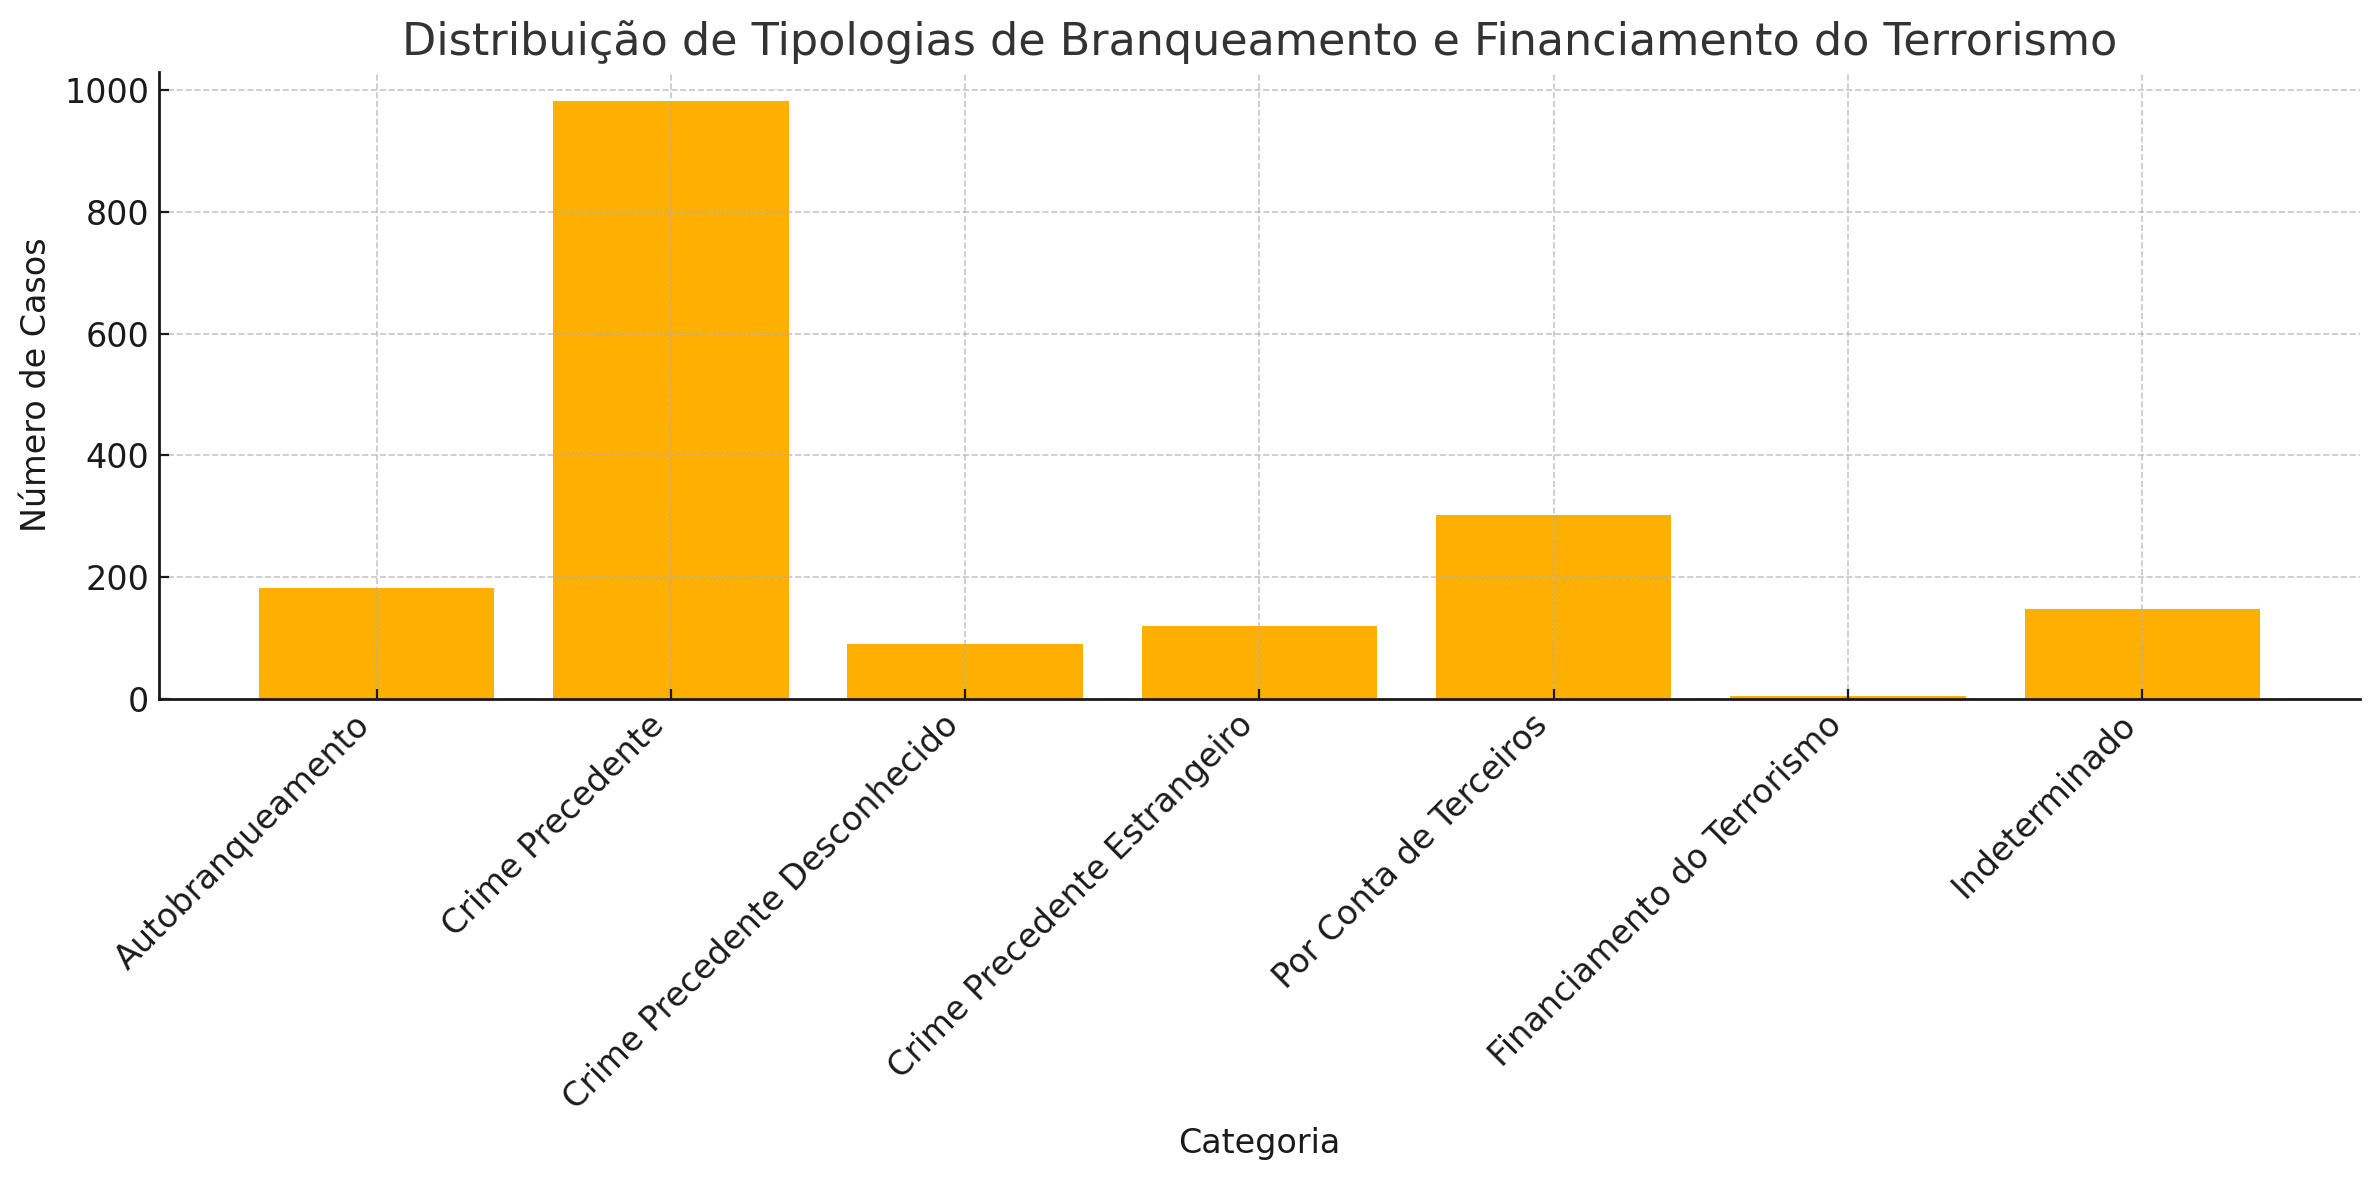 Distribuição de Tipologias de Branqueamento e Financiamento do Terrorismo
Número de Casos
1000
800
600
400
200
0
Autobranqueamento
Crime Precedente
Crime Precedente Desconhecido
Crime Precedente Estrangeiro
Por Conta de Terceiros
Financiamento do Terrorismo
Indeterminado
Categoria